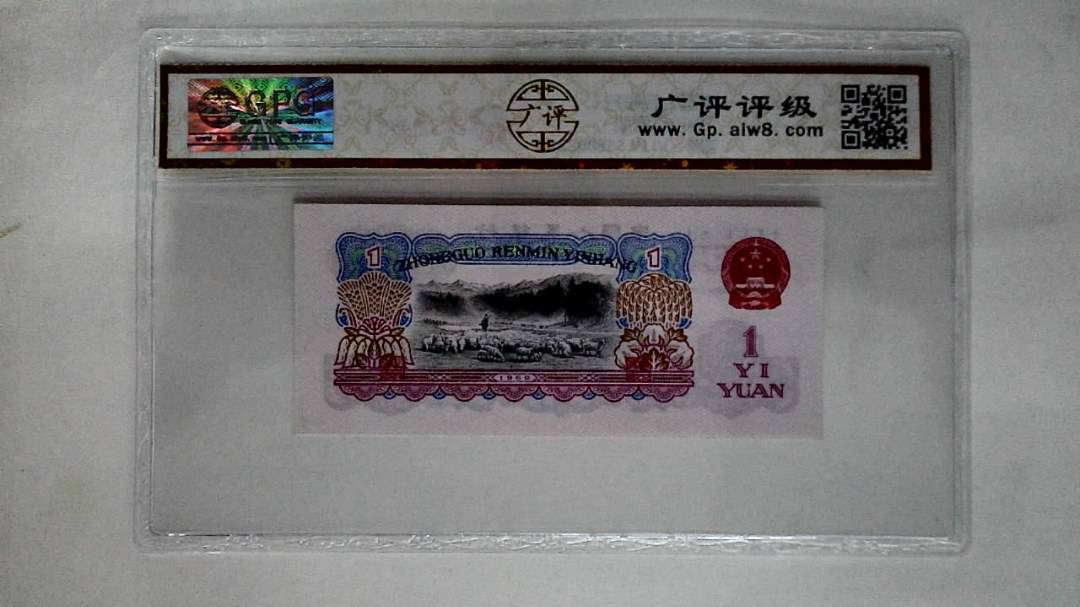 GPG
广评
广评评级
www. Gp. alw8. com
1
ZHONGGUO RENMIN YINHANG
1
1960
1
YI
YUAN